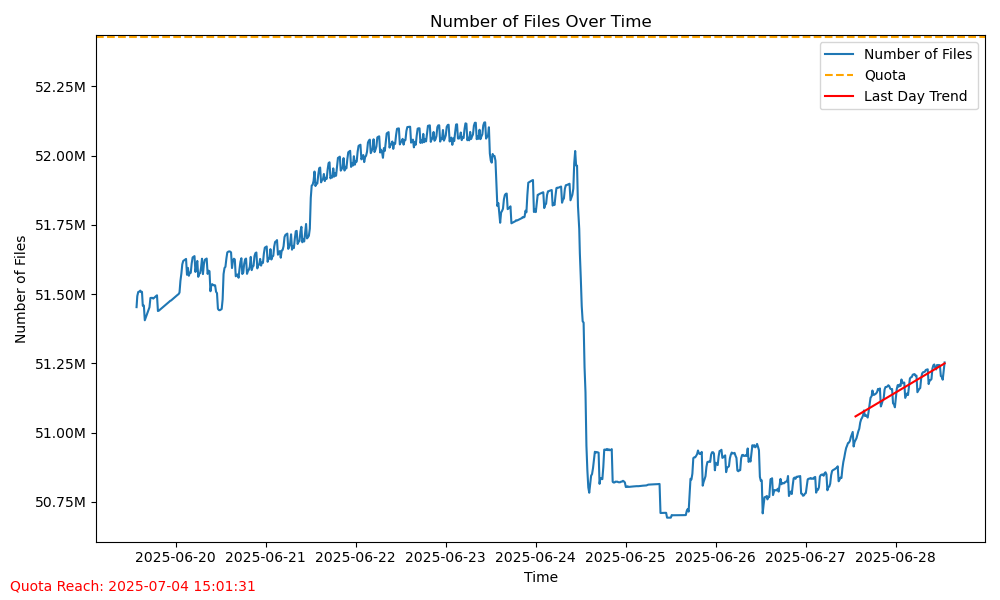 Number of Files Over Time
Number of Files
Quota
Last Day Trend
52.25M
52.00M
51.75M
51.50M
51.25M
51.00M
50.75M
Number of Files
2025-06-20
2025-06-21
2025-06-22
2025-06-23
2025-06-24
2025-06-25
2025-06-26
2025-06-27
2025-06-28
Time
Quota Reach: 2025-07-04 15:01:31